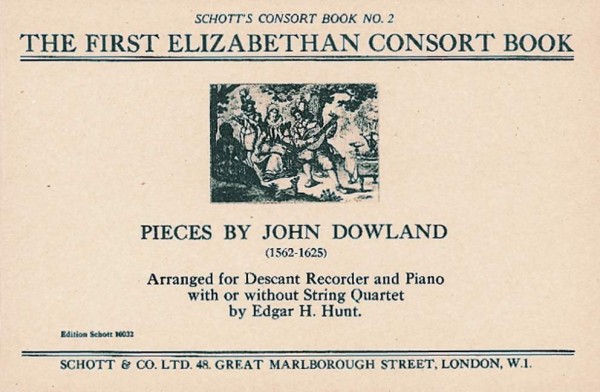 SCHOTT'S CONSORT BOOK NO. 2
THE FIRST ELIZABETHAN CONSORT BOOK
PIECES BY JOHN DOWLAND
(1562-1625)
Arranged for Descant Recorder and Piano
with or without String Quartet
by Edgar H. Hunt.
Edition Schott 10032
SCHOTT & CO. LTD. 48. GREAT MARLBOROUGH STREET, LONDON, W.1.